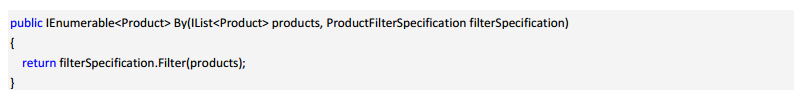 public IEnumerable<Product> By(IList<Product> products, ProductFilterSpecification filterSpecification)
{
return filterSpecification.Filter(products);
}